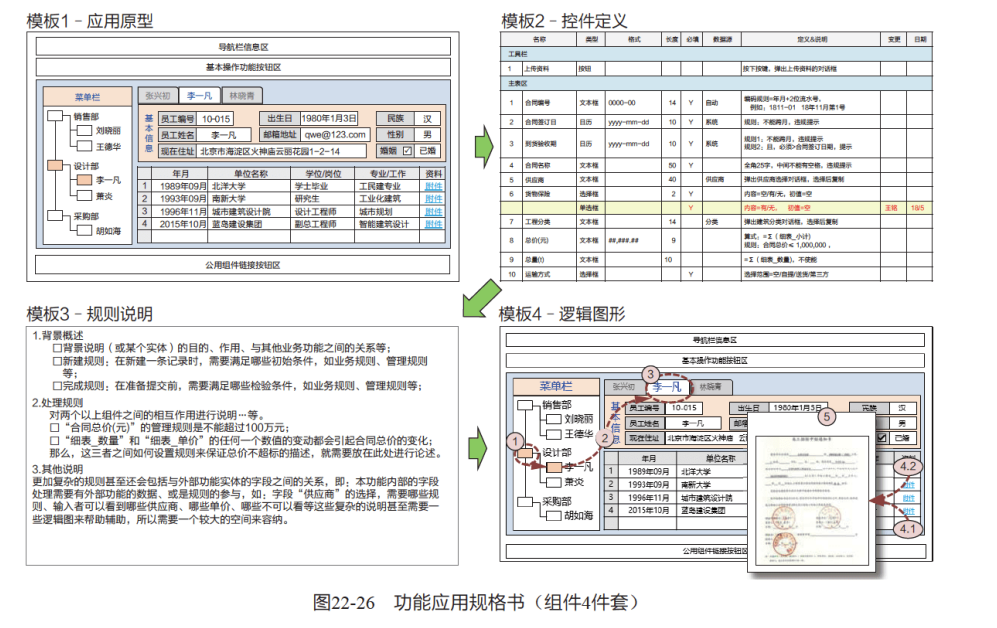 模板1－应用原型
导航栏信息区
基本操作功能按钮区
菜单栏
销售部
刘晓丽
王德华
设计部
李一凡
萧炎
采购部
胡如海
张兴初 李一凡 林晓青
基本信息
员工编号 10-015 出生日 1980年1月3日 民族 汉
员工姓名 李一凡 邮箱地址 qwe@123.com 性别 男
现在住址 北京市海淀区火神庙云丽花园1-2-14 婚姻 ☑ 已婚
年月 单位名称 学位/岗位 专业/工作 资料
1 1989年09月 北洋大学 学士毕业 工民建专业 附件
2 1993年09月 南新大学 研究生 工业化建筑 附件
3 1996年11月 城市建筑设计院 设计工程师 城市规划 附件
4 2015年10月 蓝岛建设集团 副总工程师 智能建筑设计 附件
公用组件链接按钮区
模板2－控件定义
名称 类型 格式 长度 必填 数据源 定义&说明 变更 日期
工具栏
1 上传资料 按钮 按下按键，弹出上传资料的对话框
主表区
1 合同编号 文本框 0000-00 14 Y 自动 编码规则=年月+2位流水号，
例如：1811-01 18年11月第1号
2 合同签订日 日历 yyyy-mm-dd 10 Y 系统 规则：不能跨月，违规提示
3 到货验收期 日历 yyyy-mm-dd 10 Y 系统 规则1：不能跨月，违规提示
规则2：且，必须>合同签订日期，提示
4 合同名称 文本框 50 Y 全角25字，中间不能有空格，违规提示
5 供应商 文本框 40 供应商 弹出供应商选择对话框，选择后复制
6 货物保险 选择框 2 Y 内容=空/有/无，初值=空
单选框 Y 内容=有/无， 初值=空 王铭 18/5
7 工程分类 文本框 14 分类 弹出建筑分类对话框，选择后复制
8 总价(元) 文本框 ##,###.## 9 算式：=Σ（细表_小计）
规则：合同总价≤ 1,000,000，
9 总量(t) 文本框 10 =Σ（细表_数量)，不使能
10 运输方式 选择框 Y 选择范围=空/自提/送货/第三方
模板3－规则说明
1.背景概述
□背景说明（或某个实体）的目的、作用、与其他业务功能之间的关系等；
□新建规则：在新建一条记录时，需要满足哪些初始条件，如业务规则、管理规则
等；
□完成规则：在准备提交前，需要满足哪些检验条件，如业务规则、管理规则等；
2.处理规则
对两个以上组件之间的相互作用进行说明…等。
□“合同总价(元)”的管理规则是不能超过100万元；
□“细表_数量”和“细表_单价”的任何一个数值的变动都会引起合同总价的变化；
那么，这三者之间如何设置规则来保证总价不超标的描述，就需要放在此处进行论述。
3.其他说明
更加复杂的规则甚至还会包括与外部功能实体的字段之间的关系，即：本功能内部的字段
处理需要有外部功能的数据、或是规则的参与，如：字段“供应商”的选择，需要哪些规
则、输入者可以看到哪些供应商、哪些单价、哪些不可以看等这些复杂的说明甚至需要一
些逻辑图来帮助辅助，所以需要一个较大的空间来容纳。
模板4－逻辑图形
导航栏信息区
基本操作功能按钮区
菜单栏
销售部
刘晓丽
王德华
设计部
李一凡
萧炎
采购部
胡如海
张兴初 李一凡 林晓青
基本信息
员工编号 10-015 出生日 1980年1月3日 民族 汉
员工姓名 李一凡 邮 男
现在住址 北京市海淀区火神庙 云 ☑ 已婚
年月 单位名称
1 1989年09月 北洋大学
2 1993年09月 南新大学 附件
3 1996年11月 城市建筑设计院 附件
4 2015年10月 蓝岛建设集团 附件
公用组件链接按钮区
1
2
3
5
4.2
4.1
图22-26 功能应用规格书（组件4件套）